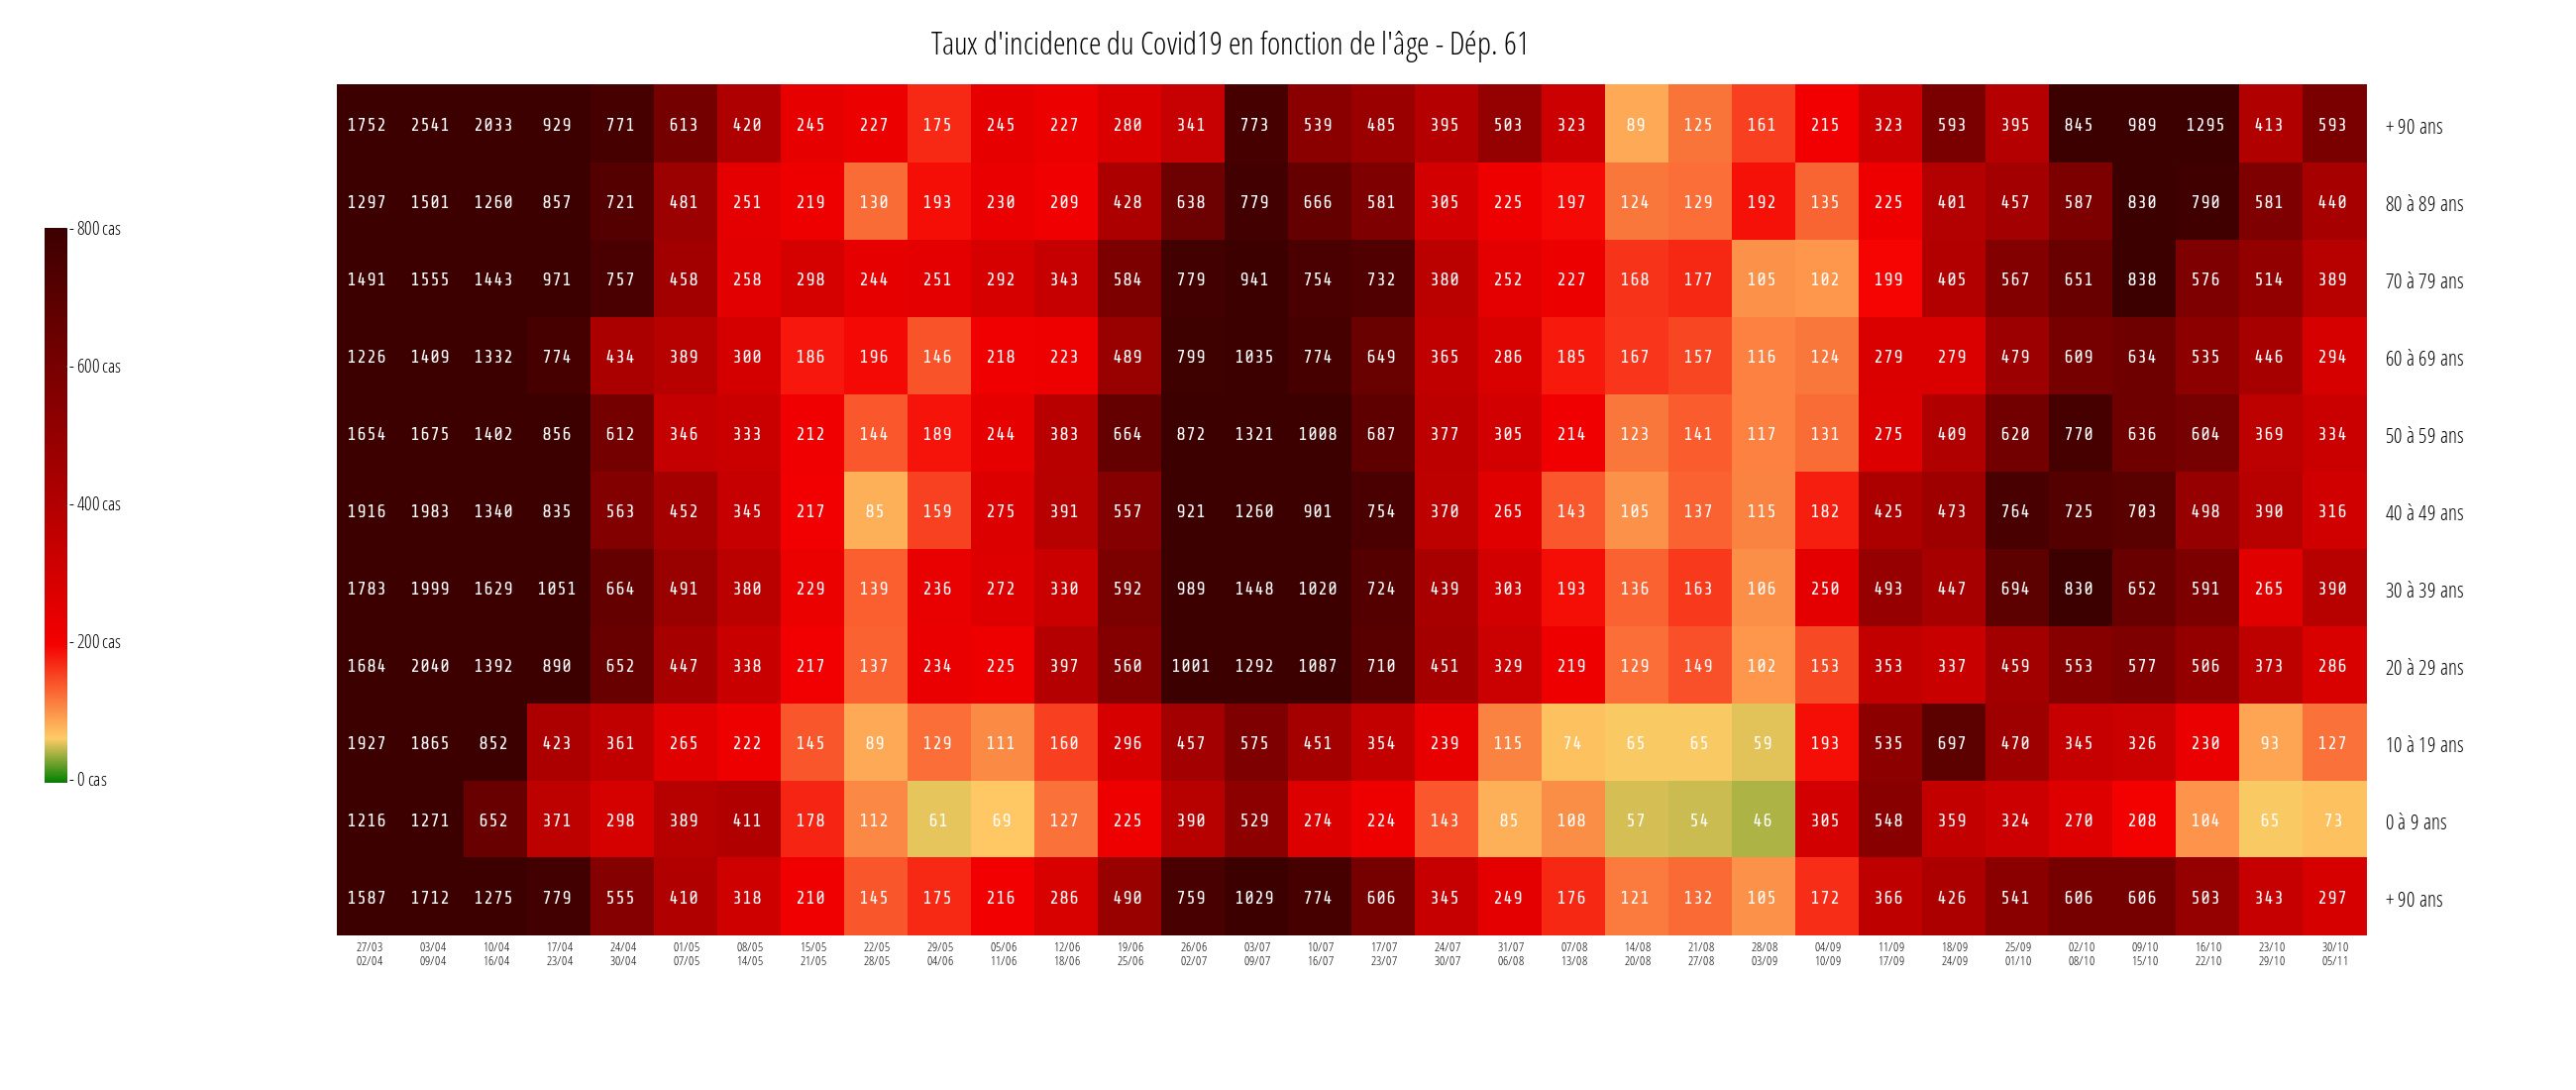 Taux d'incidence du Covid19 en fonction de l'âge - Dép. 61
1752 2541 2033 929 771 613 420 245 227 175 245 227 280 341 773 539 485 395 503 323 89 125 161 215 323 593 395 845 989 1295 413 593 + 90 ans
1297 1501 1260 857 721 481 251 219 130 193 230 209 428 638 779 666 581 305 225 197 124 129 192 135 225 401 457 587 830 790 581 440 80 à 89 ans
- 800 cas
1491 1555 1443 971 757 458 258 298 244 251 292 343 584 779 941 754 732 380 252 227 168 177 105 102 199 405 567 651 838 576 514 389 70 à 79 ans
1226 1409 1332 774 434 389 300 186 196 146 218 223 489 799 1035 774 649 365 286 185 167 157 116 124 279 279 479 609 634 535 446 294 60 à 69 ans
- 600 cas
1654 1675 1402 856 612 346 333 212 144 189 244 383 664 872 1321 1008 687 377 305 214 123 141 117 131 275 409 620 770 636 604 369 334 50 à 59 ans
- 400 cas
1916 1983 1340 835 563 452 345 217 85 159 275 391 557 921 1260 901 754 370 265 143 105 137 115 182 425 473 764 725 703 498 390 316 40 à 49 ans
1783 1999 1629 1051 664 491 380 229 139 236 272 330 592 989 1448 1020 724 439 303 193 136 163 106 250 493 447 694 830 652 591 265 390 30 à 39 ans
- 200 cas
1684 2040 1392 890 652 447 338 217 137 234 225 397 560 1001 1292 1087 710 451 329 219 129 149 102 153 353 337 459 553 577 506 373 286 20 à 29 ans
1927 1865 852 423 361 265 222 145 89 129 111 160 296 457 575 451 354 239 115 74 65 65 59 193 535 697 470 345 326 230 93 127 10 à 19 ans
- 0 cas
1216 1271 652 371 298 389 411 178 112 61 69 127 225 390 529 274 224 143 85 108 57 54 46 305 548 359 324 270 208 104 65 73 0 à 9 ans
1587 1712 1275 779 555 410 318 210 145 175 216 286 490 759 1029 774 606 345 249 176 121 132 105 172 366 426 541 606 606 503 343 297 + 90 ans
27/03 03/04 10/04 17/04 24/04 01/05 08/05 15/05 22/05 29/05 05/06 12/06 19/06 26/06 03/07 10/07 17/07 24/07 31/07 07/08 14/08 21/08 28/08 04/09 11/09 18/09 25/09 02/10 09/10 16/10 23/10 30/10
02/04 09/04 16/04 23/04 30/04 07/05 14/05 21/05 28/05 04/06 11/06 18/06 25/06 02/07 09/07 16/07 23/07 30/07 06/08 13/08 20/08 27/08 03/09 10/09 17/09 24/09 01/10 08/10 15/10 22/10 29/10 05/11